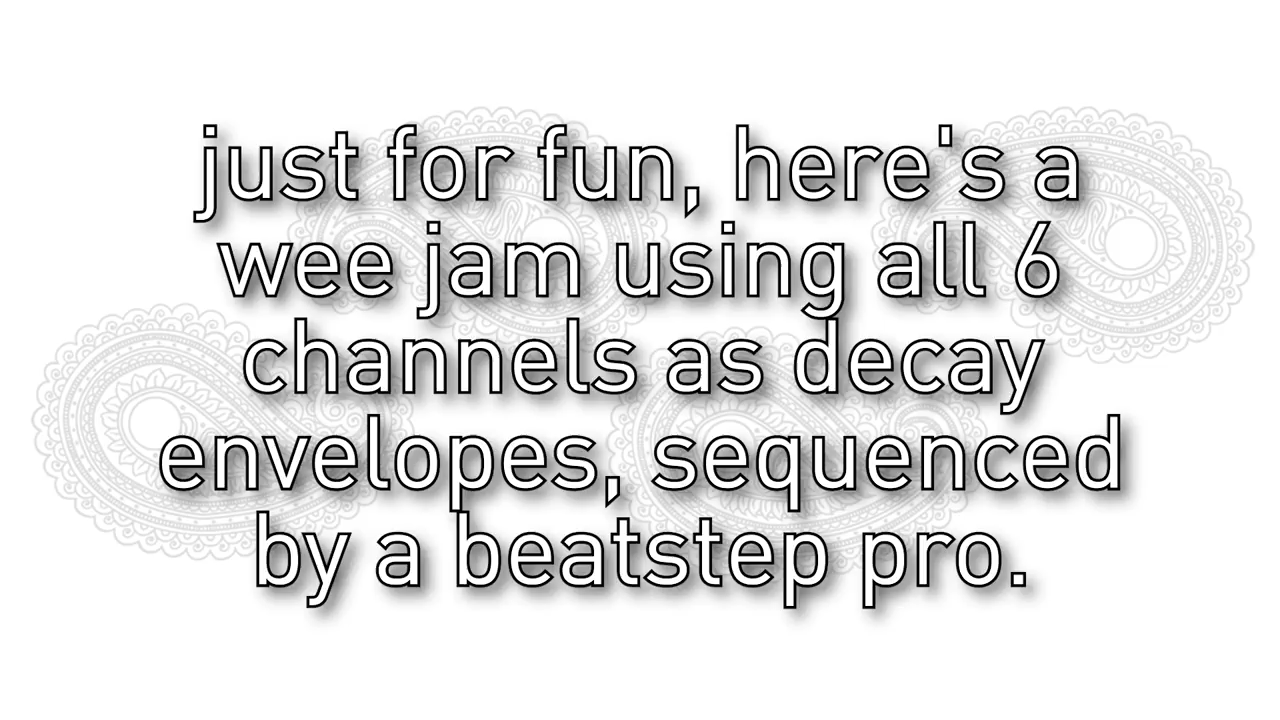 just for fun, here's a
wee jam using all 6
channels as decay
envelopes, sequenced
by a beatstep pro.